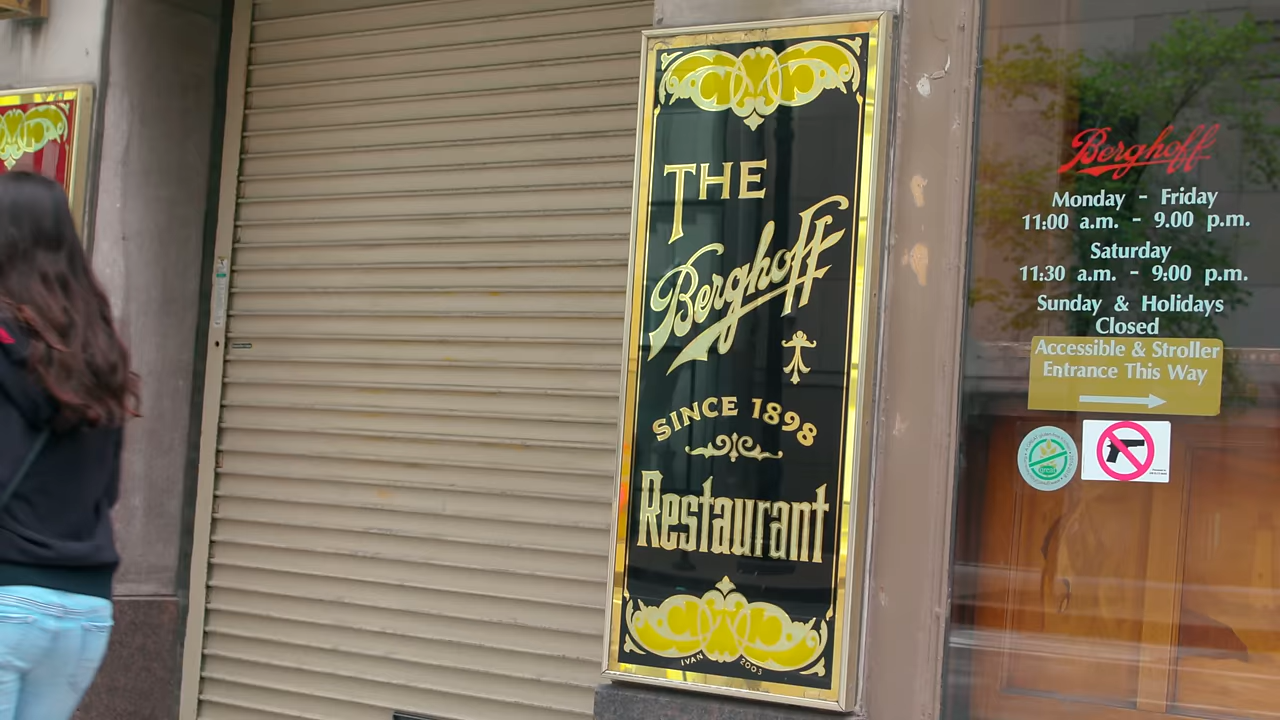 THE
Berghoff
SINCE 1898
Restaurant
IVAN 2003
Berghoff
Monday - Friday
11:00 a.m. - 9.00 p.m.
Saturday
11:30 a.m. - 9:00 p.m.
Sunday & Holidays
Closed
Accessible & Stroller
Entrance This Way